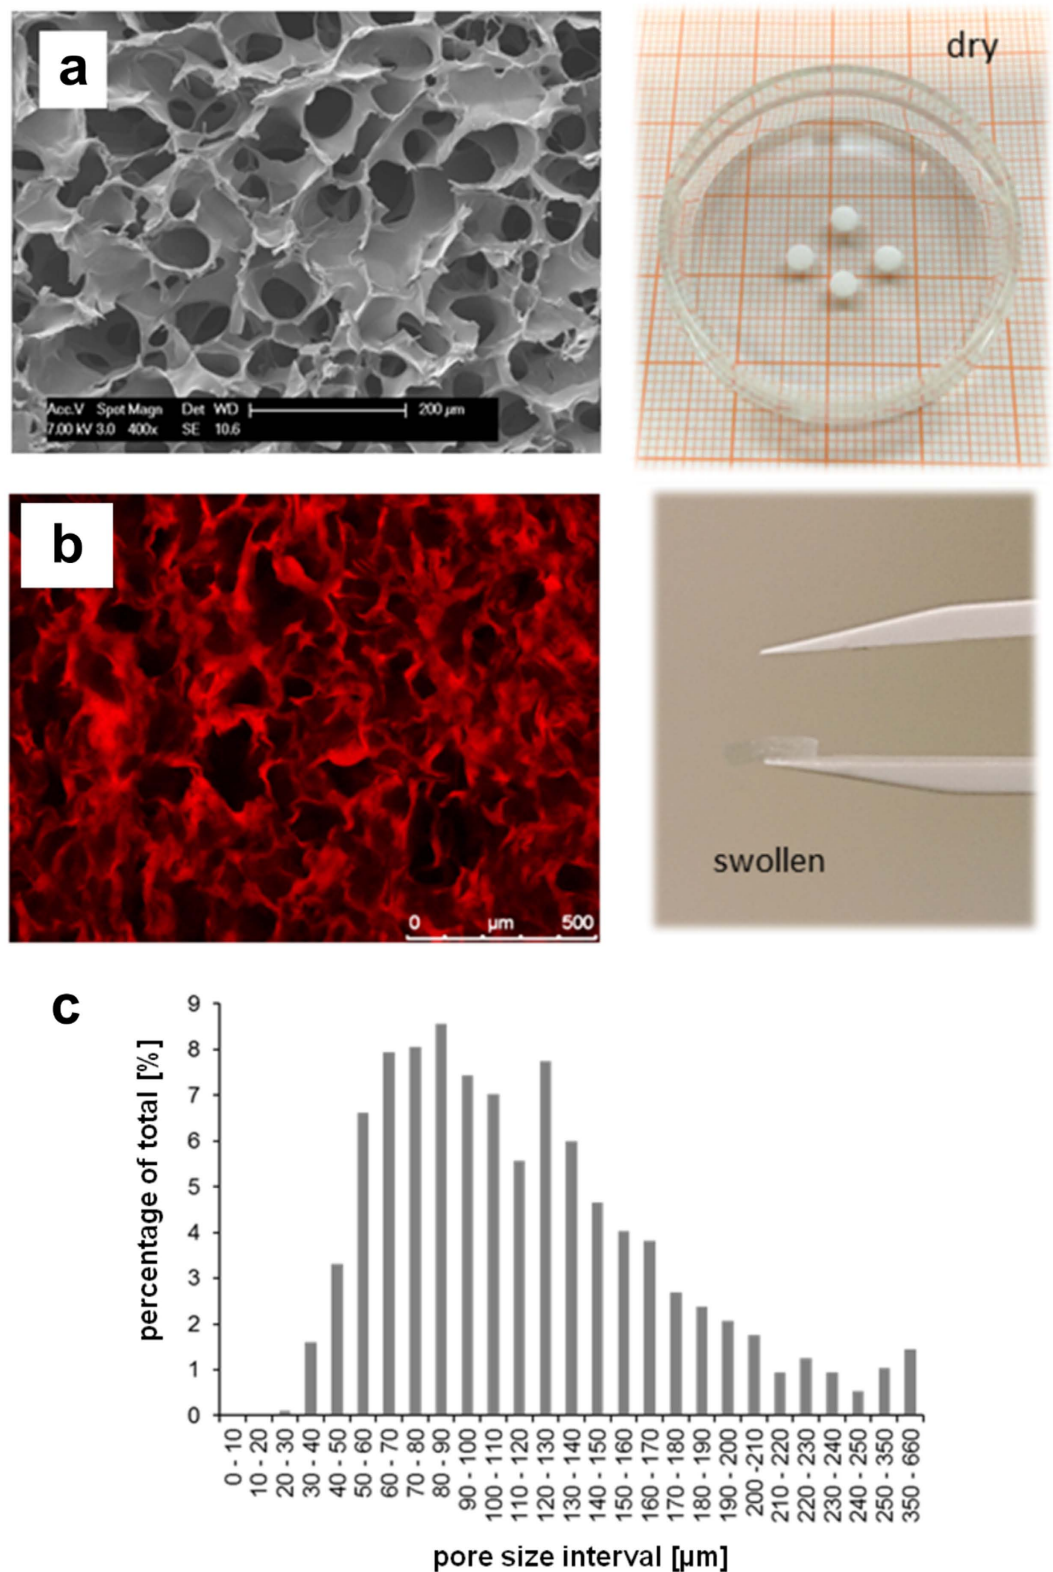 a
dry
Acc.V Spot Magn Det WD 200 µm
7.00 kV 3.0 400x SE 10.6
b
0 µm 500
swollen
c
percentage of total [%]
9
8
7
6
5
4
3
2
1
0
0 - 10
10 - 20
20 - 30
30 - 40
40 - 50
50 - 60
60 - 70
70 - 80
80 - 90
90 - 100
100 - 110
110 - 120
120 - 130
130 - 140
140 - 150
150 - 160
160 - 170
170 - 180
180 - 190
190 - 200
200 -210
210 - 220
220 - 230
230 - 240
240 - 250
250 - 350
350 - 660
pore size interval [µm]